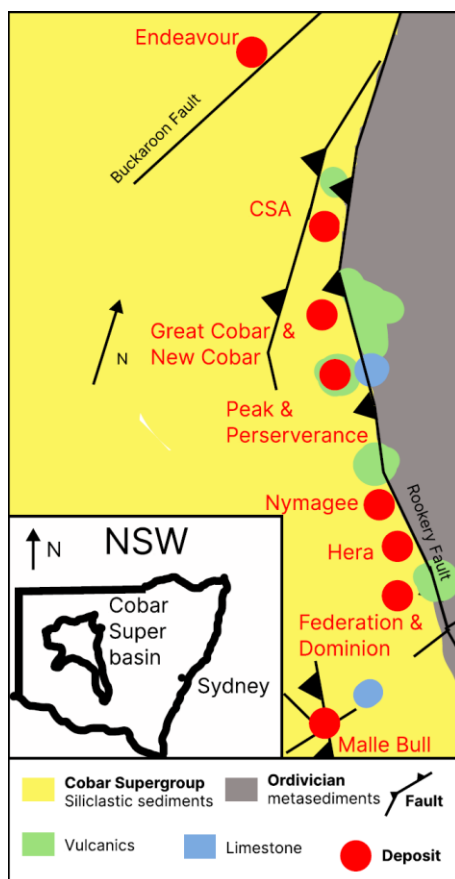 Endeavour
Buckaroon Fault
CSA
N
Great Cobar &
New Cobar
Peak &
Perserverance
Nymagee
Rookery Fault
Hera
Federation &
Dominion
Malle Bull
N
NSW
Cobar
Super
basin
Sydney
Cobar Supergroup
Siliclastic sediments
Ordivician
metasediments
Fault
Vulcanics
Limestone
Deposit